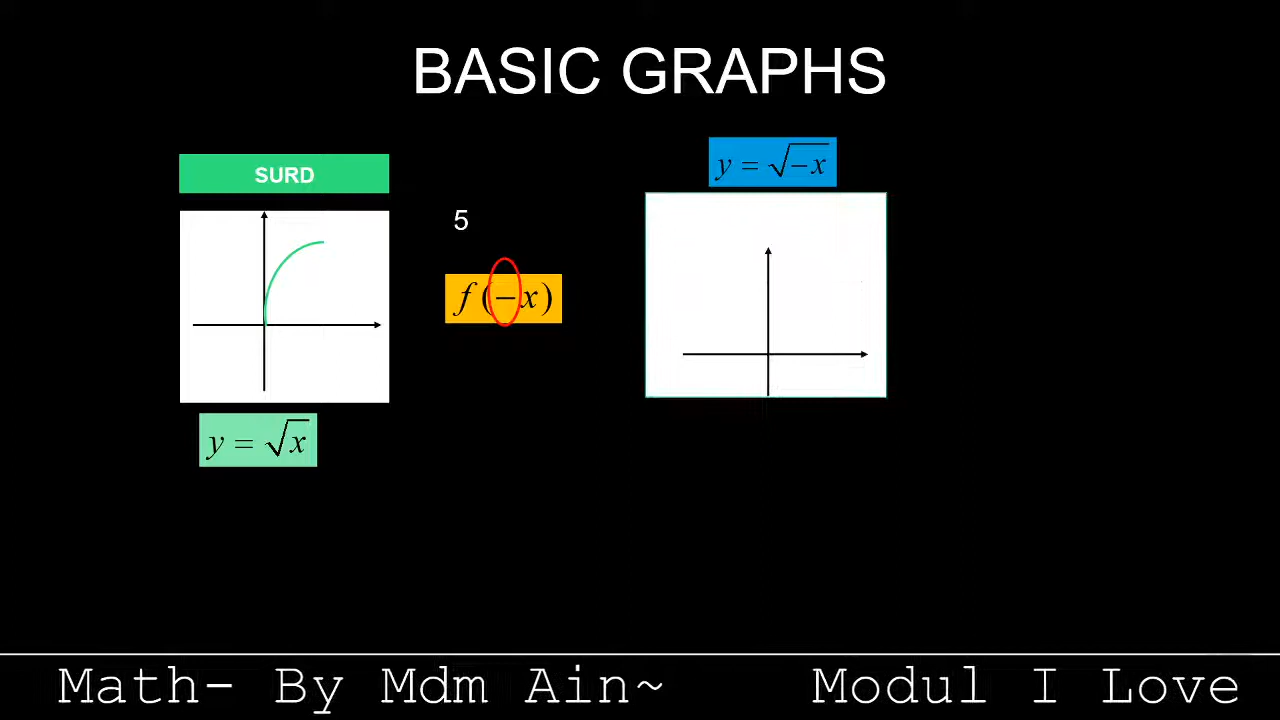 BASIC GRAPHS
SURD
y = √x
5
f(−x)
y = √−x
Math- By Mdm Ain~ Modul I Love